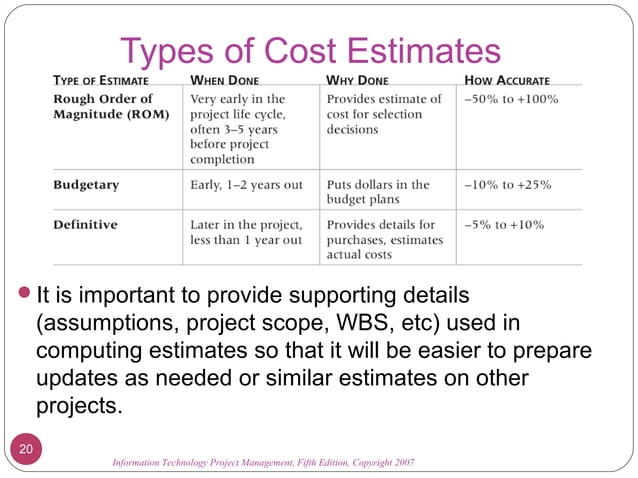 Types of Cost Estimates
TYPE OF ESTIMATE WHEN DONE WHY DONE HOW ACCURATE
Rough Order of Magnitude (ROM) Very early in the project life cycle, often 3–5 years before project completion Provides estimate of cost for selection decisions –50% to +100%
Budgetary Early, 1–2 years out Puts dollars in the budget plans –10% to +25%
Definitive Later in the project, less than 1 year out Provides details for purchases, estimates actual costs –5% to +10%
It is important to provide supporting details
(assumptions, project scope, WBS, etc) used in
computing estimates so that it will be easier to prepare
updates as needed or similar estimates on other
projects.
20
Information Technology Project Management, Fifth Edition, Copyright 2007